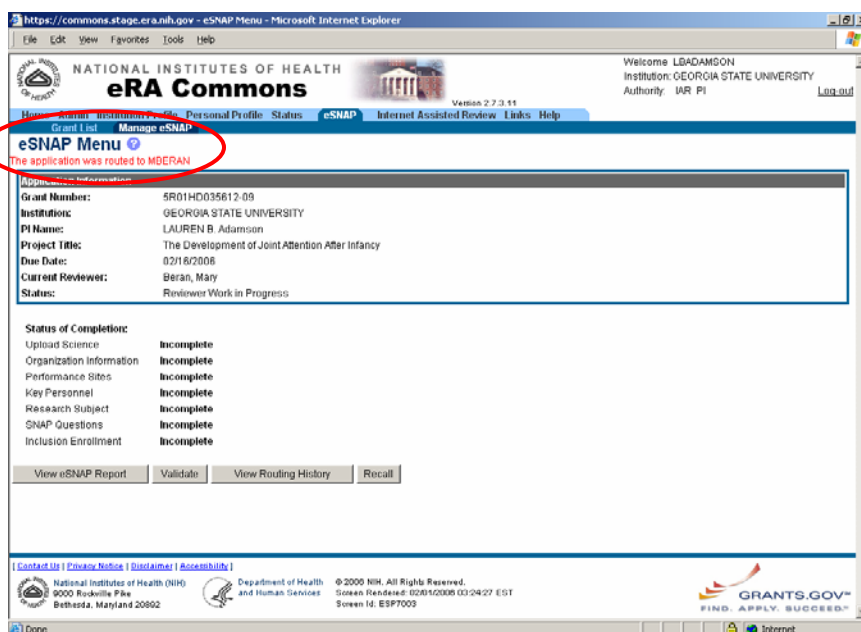 https://commons.stage.era.nih.gov - eSNAP Menu - Microsoft Internet Explorer
File Edit View Favorites Tools Help
NATIONAL INSTITUTES OF HEALTH
eRA Commons
Version 2.7.3.11
Welcome LBADAMSON
Institution: GEORGIA STATE UNIVERSITY
Authority: IAR PI
Log-out
Home Admin Institution Profile Personal Profile Status eSNAP Internet Assisted Review Links Help
Grant List Manage eSNAP
eSNAP Menu ?
The application was routed to MBERAN
Application Information
Grant Number: 5R01HD035612-09
Institution: GEORGIA STATE UNIVERSITY
PI Name: LAUREN B. Adamson
Project Title: The Development of Joint Attention After Infancy
Due Date: 02/16/2006
Current Reviewer: Beran, Mary
Status: Reviewer Work in Progress
Status of Completion:
Upload Science Incomplete
Organization Information Incomplete
Performance Sites Incomplete
Key Personnel Incomplete
Research Subject Incomplete
SNAP Questions Incomplete
Inclusion Enrollment Incomplete
View eSNAP Report Validate View Routing History Recall
[ Contact Us | Privacy Notice | Disclaimer | Accessibility ]
National Institutes of Health (NIH)
9000 Rockville Pike
Bethesda, Maryland 20892
Department of Health
and Human Services
© 2006 NIH. All Rights Reserved.
Screen Rendered: 02/01/2006 03:24:27 EST
Screen Id: ESP7003
GRANTS.GOV℠
FIND. APPLY. SUCCEED.℠
Done
Internet